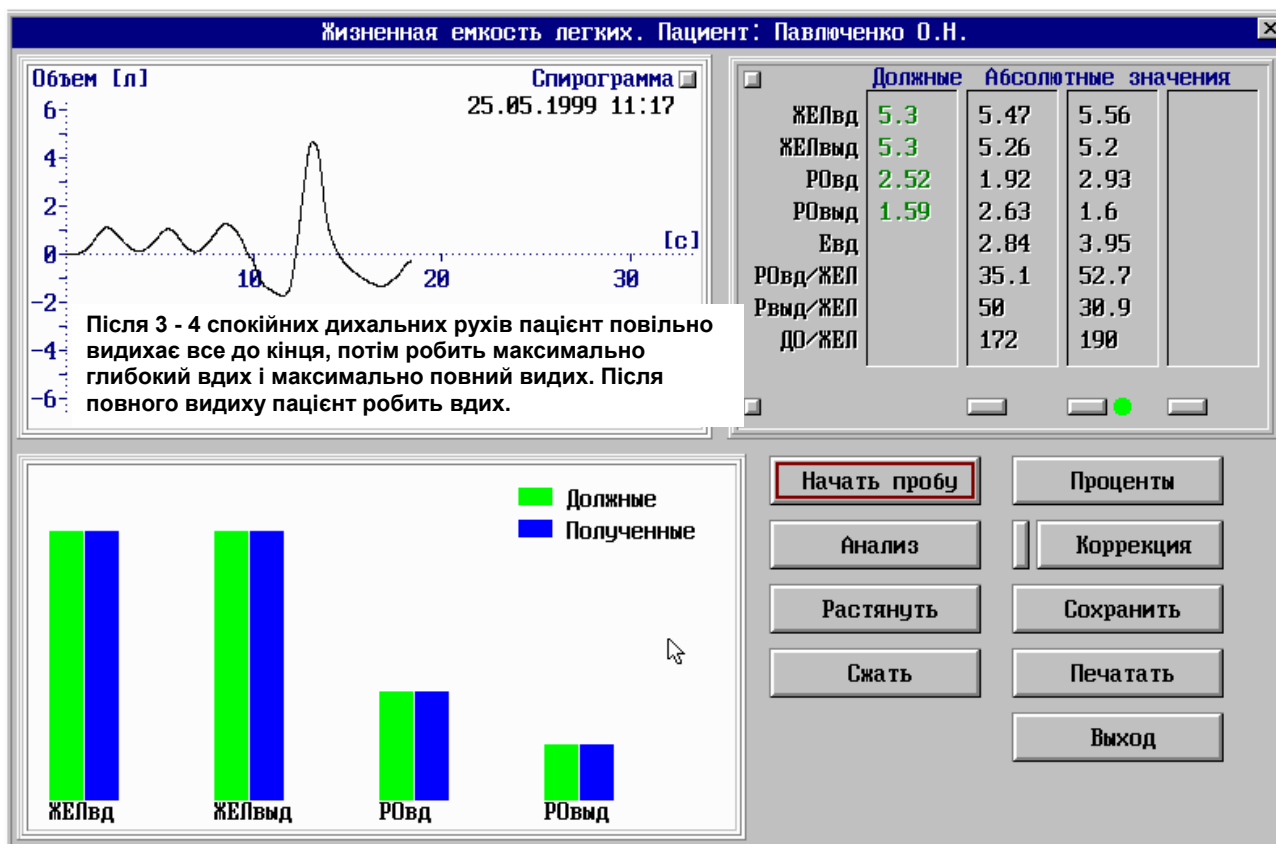 Жизненная емкость легких. Пациент: Павлюченко О.Н.
Объем [л]
Спирограмма
25.05.1999 11:17
6
4
2
0
-2
-4
-6
10
20
30
[с]
Після 3 - 4 спокійних дихальних рухів пацієнт повільно
видихає все до кінця, потім робить максимально
глибокий вдих і максимально повний видих. Після
повного видиху пацієнт робить вдих.
Должные Абсолютные значения
ЖЕЛвд 5.3 5.47 5.56
ЖЕЛвыд 5.3 5.26 5.2
РОвд 2.52 1.92 2.93
РОвыд 1.59 2.63 1.6
Евд 2.84 3.95
РОвд/ЖЕЛ 35.1 52.7
Рвыд/ЖЕЛ 50 30.9
ДО/ЖЕЛ 172 190
Должные
Полученные
ЖЕЛвд ЖЕЛвыд РОвд РОвыд
Начать пробу Проценты
Анализ Коррекция
Растянуть Сохранить
Сжать Печатать
Выход